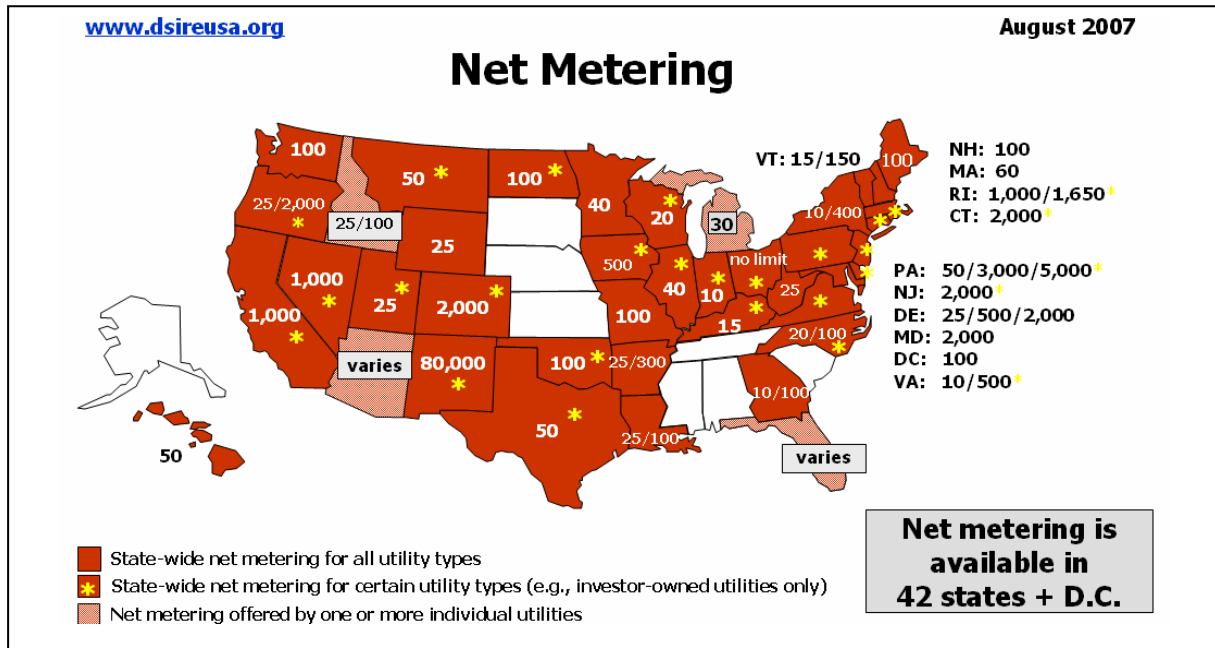 www.dsireusa.org
August 2007
Net Metering
100
50 *
100 *
40
20 *
30
VT: 15/150
100
NH: 100
MA: 60
RI: 1,000/1,650*
CT: 2,000*
25/2,000 *
25/100
25
500 *
10/400
no limit *
PA: 50/3,000/5,000*
NJ: 2,000*
DE: 25/500/2,000
MD: 2,000
DC: 100
VA: 10/500*
1,000 *
1,000 *
25 *
2,000 *
40 *
10 *
25
100
15 *
20/100 *
varies
80,000 *
100 *
25/300
10/100
50 *
25/100
varies
50
State-wide net metering for all utility types
* State-wide net metering for certain utility types (e.g., investor-owned utilities only)
Net metering offered by one or more individual utilities
Net metering is
available in
42 states + D.C.